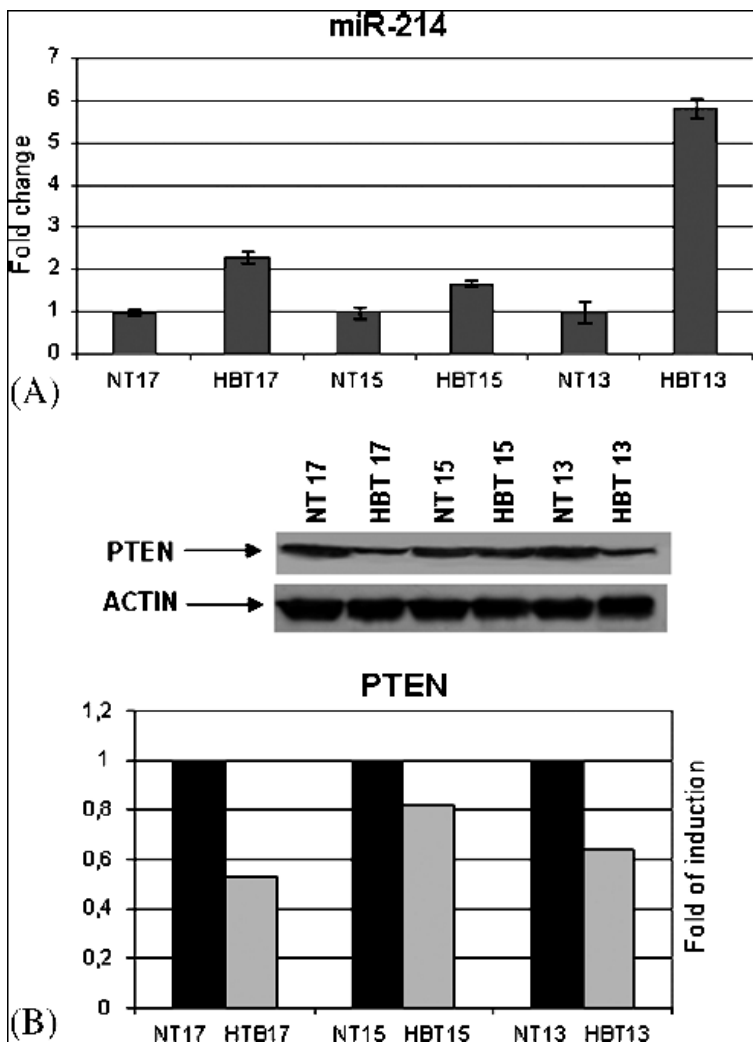 miR-214
7
6
5
4
3
2
1
0
Fold change
NT17 HBT17 NT15 HBT15 NT13 HBT13
(A)
NT 17 HBT 17 NT 15 HBT 15 NT 13 HBT 13
PTEN
ACTIN
PTEN
1,2
1
0,8
0,6
0,4
0,2
0
Fold of induction
NT17 HTB17 NT15 HBT15 NT13 HBT13
(B)